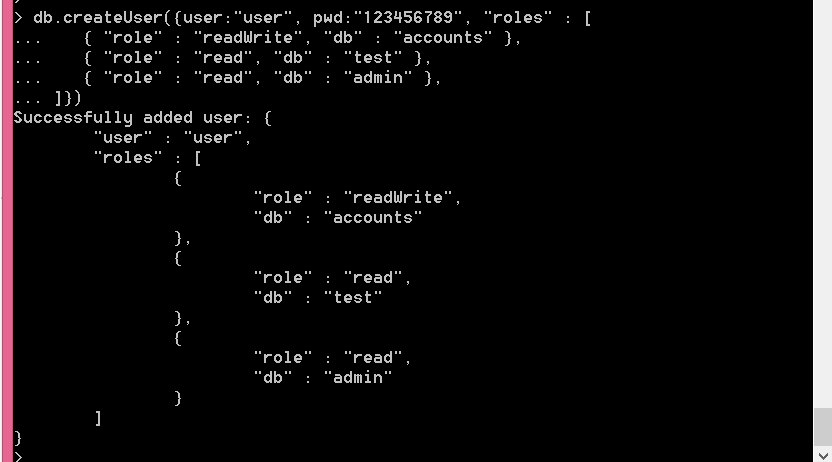 > db.createUser({user:"user", pwd:"123456789", "roles" : [
...    { "role" : "readWrite", "db" : "accounts" },
...    { "role" : "read", "db" : "test" },
...    { "role" : "read", "db" : "admin" },
... ]})
Successfully added user: {
        "user" : "user",
        "roles" : [
                {
                        "role" : "readWrite",
                        "db" : "accounts"
                },
                {
                        "role" : "read",
                        "db" : "test"
                },
                {
                        "role" : "read",
                        "db" : "admin"
                }
        ]
}
>